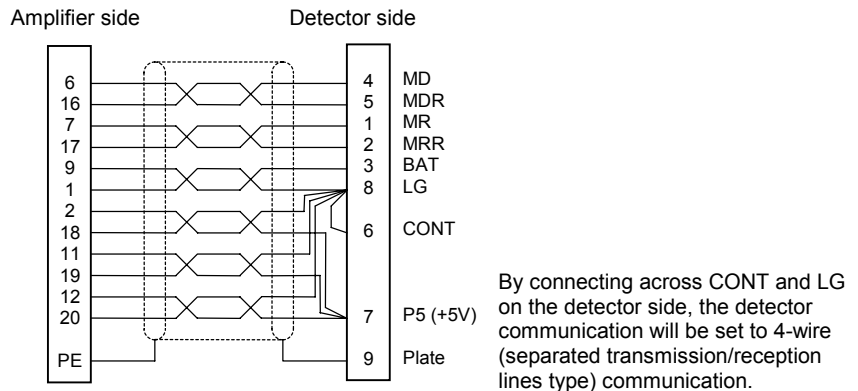 Amplifier side Detector side
6 4 MD
16 5 MDR
7 1 MR
17 2 MRR
9 3 BAT
1 8 LG
2
18 6 CONT
11
19
12
20 7 P5 (+5V)
PE 9 Plate
By connecting across CONT and LG
on the detector side, the detector
communication will be set to 4-wire
(separated transmission/reception
lines type) communication.